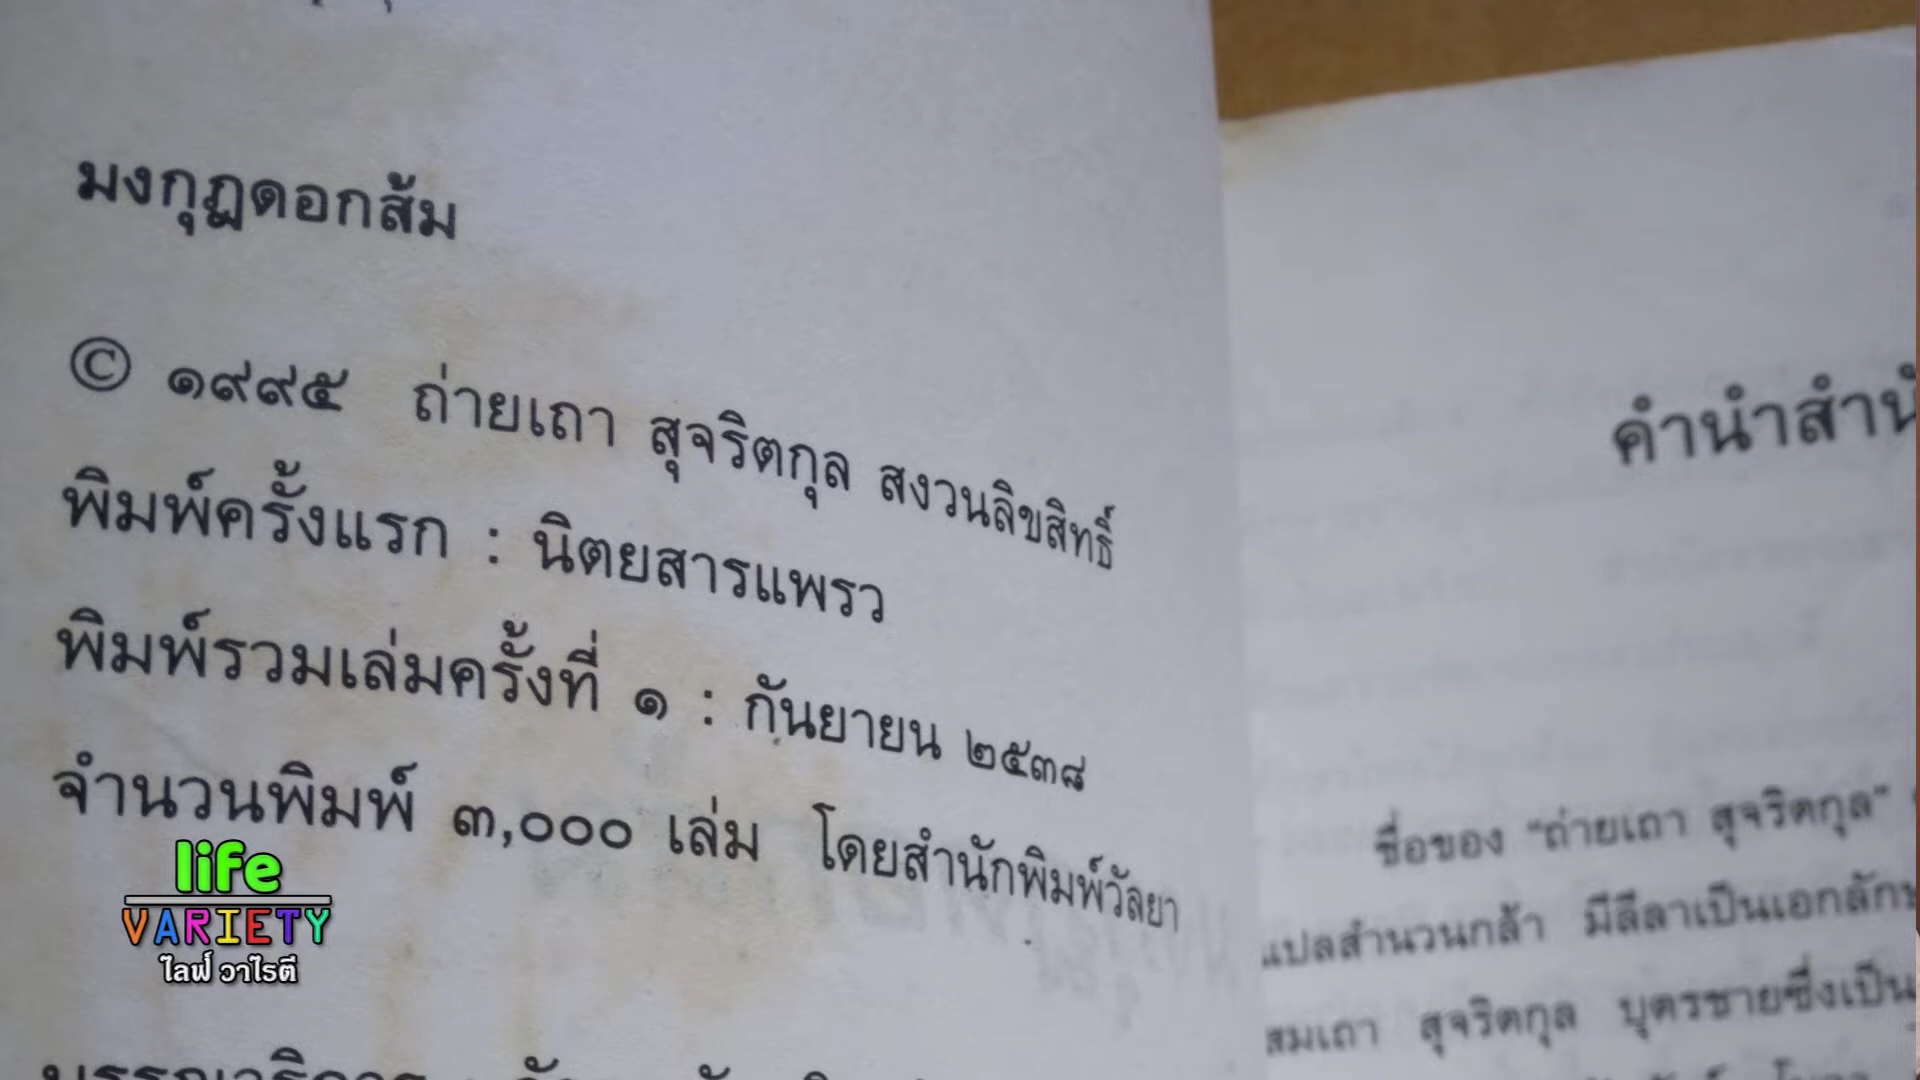 มงกุฎดอกส้ม
© ๑๙๙๕ ถ่ายเถา สุจริตกุล สงวนลิขสิทธิ์
พิมพ์ครั้งแรก : นิตยสารแพรว
พิมพ์รวมเล่มครั้งที่ ๑ : กันยายน ๒๕๓๘
จำนวนพิมพ์ ๓,๐๐๐ เล่ม โดยสำนักพิมพ์วัลยา
คำนำสำนั
ชื่อของ "ถ่ายเถา สุจริตกุล"
แปลสำนวนกล้า มีลีลาเป็นเอกลักษ
สมเถา สุจริตกุล บุตรชายซึ่งเป็น
life
VARIETY
ไลฟ์ วาไรตี